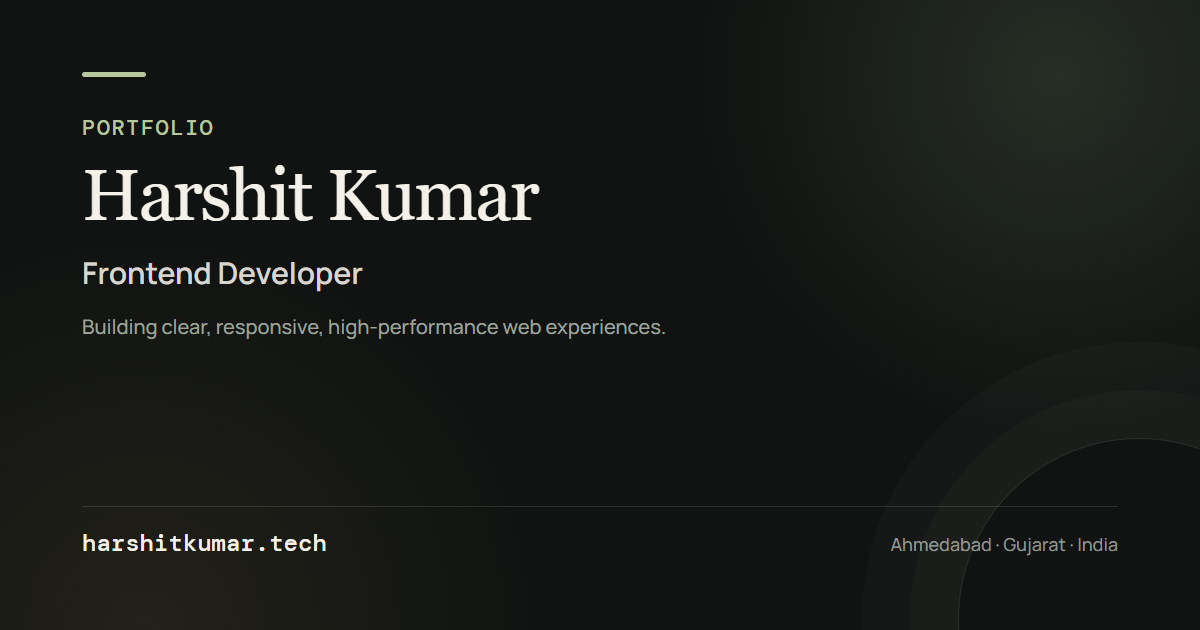 PORTFOLIO
Harshit Kumar
Frontend Developer
Building clear, responsive, high-performance web experiences.
harshitkumar.tech
Ahmedabad · Gujarat · India